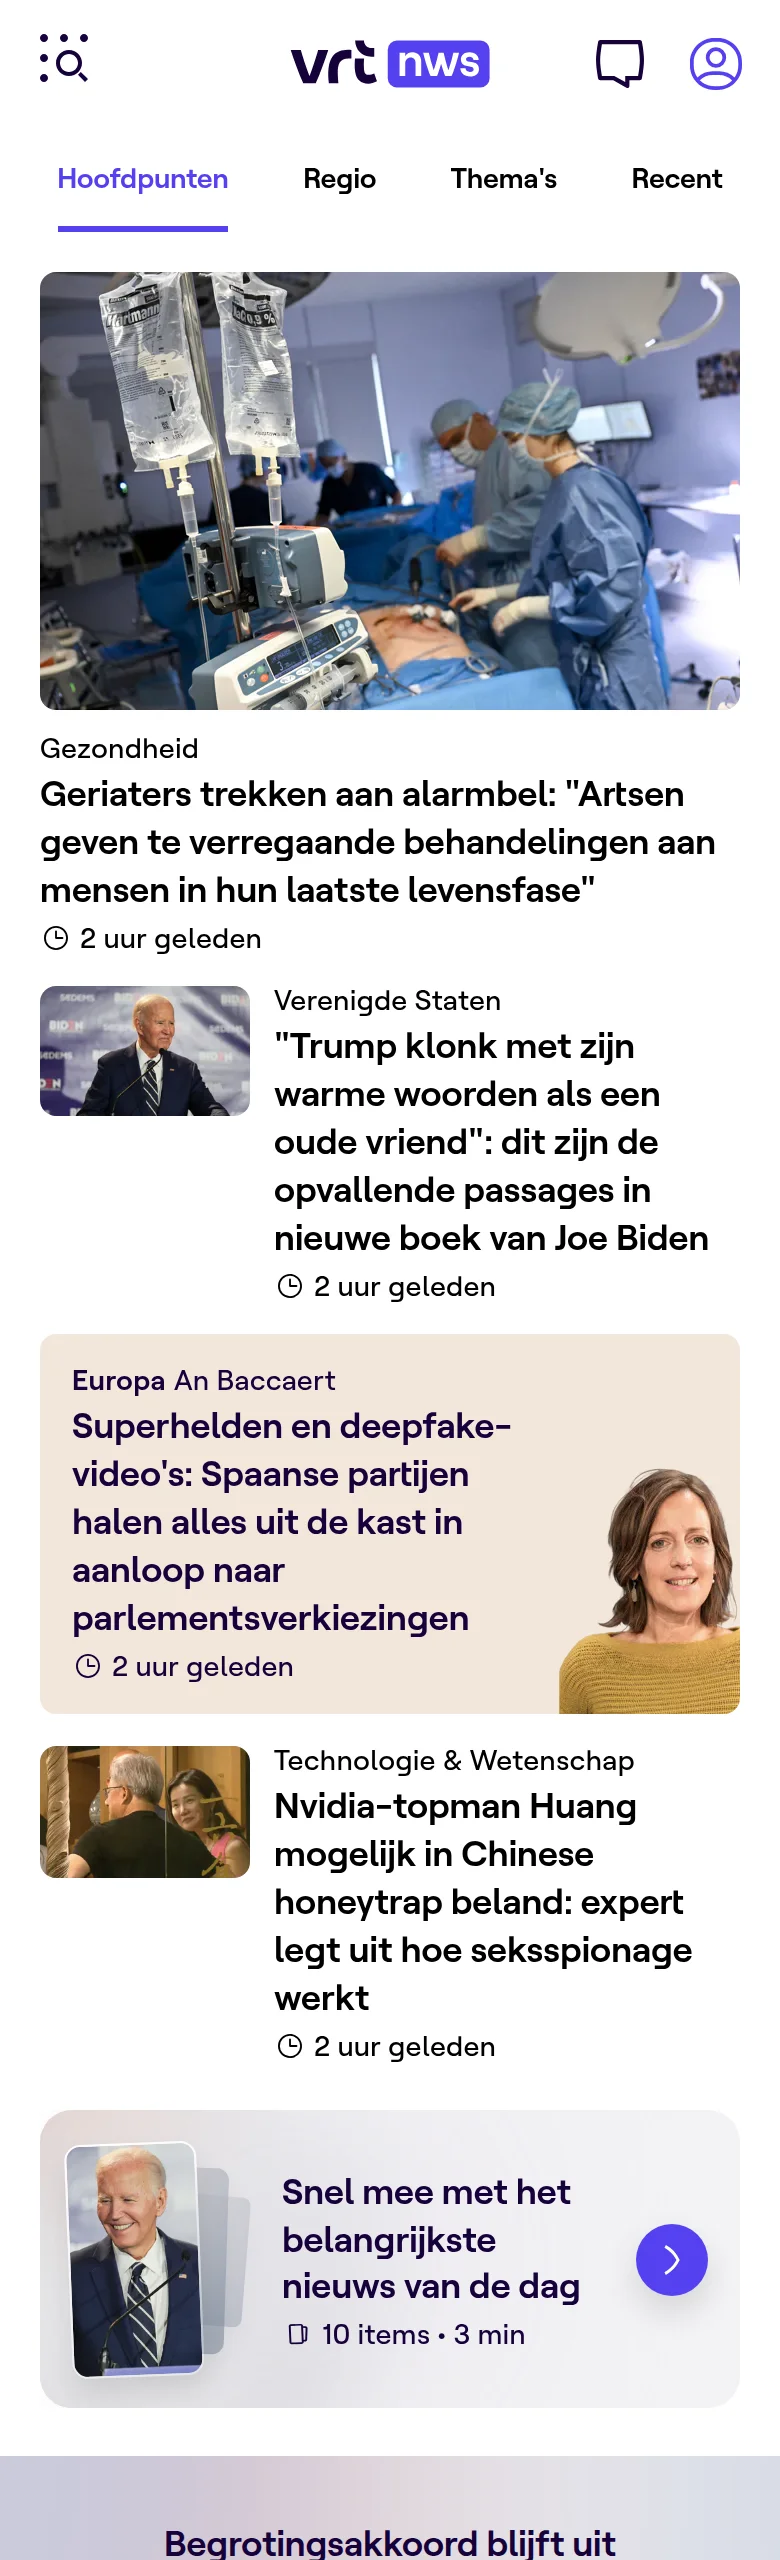 vrt nws
Hoofdpunten Regio Thema's Recent
Hartmann
NaCl 0,9 %
Gezondheid
Geriaters trekken aan alarmbel: "Artsen
geven te verregaande behandelingen aan
mensen in hun laatste levensfase"
2 uur geleden
BIDEN
Verenigde Staten
"Trump klonk met zijn
warme woorden als een
oude vriend": dit zijn de
opvallende passages in
nieuwe boek van Joe Biden
2 uur geleden
Europa An Baccaert
Superhelden en deepfake-
video's: Spaanse partijen
halen alles uit de kast in
aanloop naar
parlementsverkiezingen
2 uur geleden
Technologie & Wetenschap
Nvidia-topman Huang
mogelijk in Chinese
honeytrap beland: expert
legt uit hoe seksspionage
werkt
2 uur geleden
Snel mee met het
belangrijkste
nieuws van de dag
10 items • 3 min
Begrotingsakkoord blijft uit